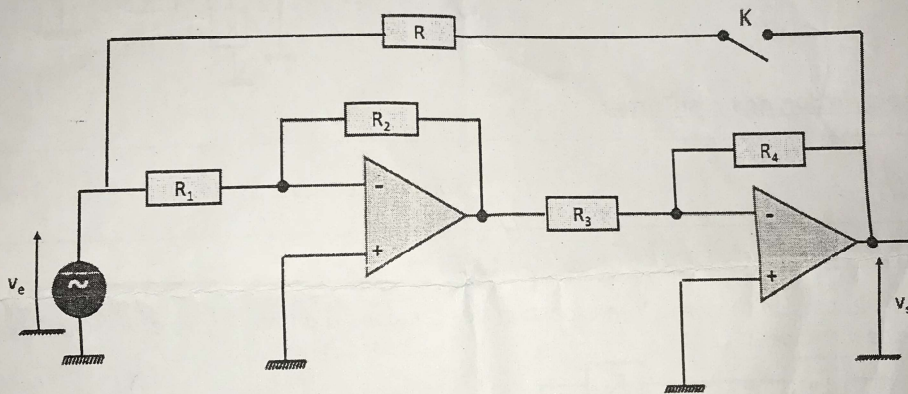 K
R
R₂
R₄
R₁
R₃
-
-
+
+
~
vₑ
vₛ